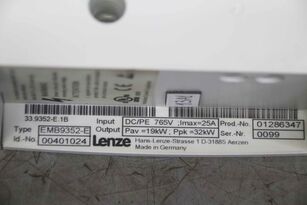 33.9352-E.1B
Type EMB9352-E
Id.-No 00401024
Lenze
Input DC/PE 765V ;Imax=25A
Output Pav =19kW , Ppk =32kW
Hans-Lenze-Strasse 1 D-31855 Aerzen
Made in Germany
Prod.-No. 01286347
Ser.-Nr. 0099